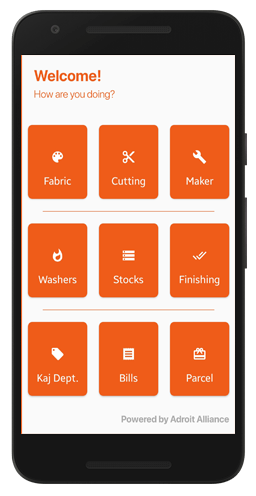 Welcome!
How are you doing?
Fabric Cutting Maker
Washers Stocks Finishing
Kaj Dept. Bills Parcel
Powered by Adroit Alliance